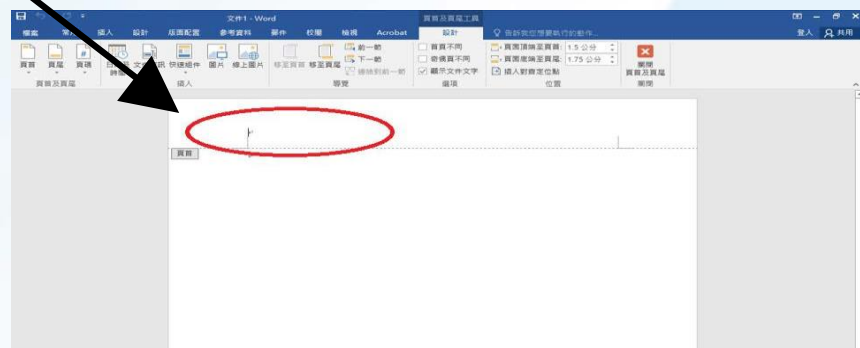 文件1 - Word
頁首及頁尾工具
檔案 常用 插人 設計 版面配置 參考資料 郵件 校閱 檢視 Acrobat 設計 告訴我您想要執行的動作... 登入 共用
頁首 頁尾 頁碼 快速組件 圖片 線上圖片 移至頁首 移至頁尾
前一節
下一節
連結到前一節
首頁不同
奇偶頁不同
顯示文件文字
頁首頂端至頁首: 1.5 公分
頁尾底端至頁尾: 1.75 公分
插入對齊定位點
關閉
頁首及頁尾
頁首及頁尾 插入 導覽 選項 位置 關閉
頁首